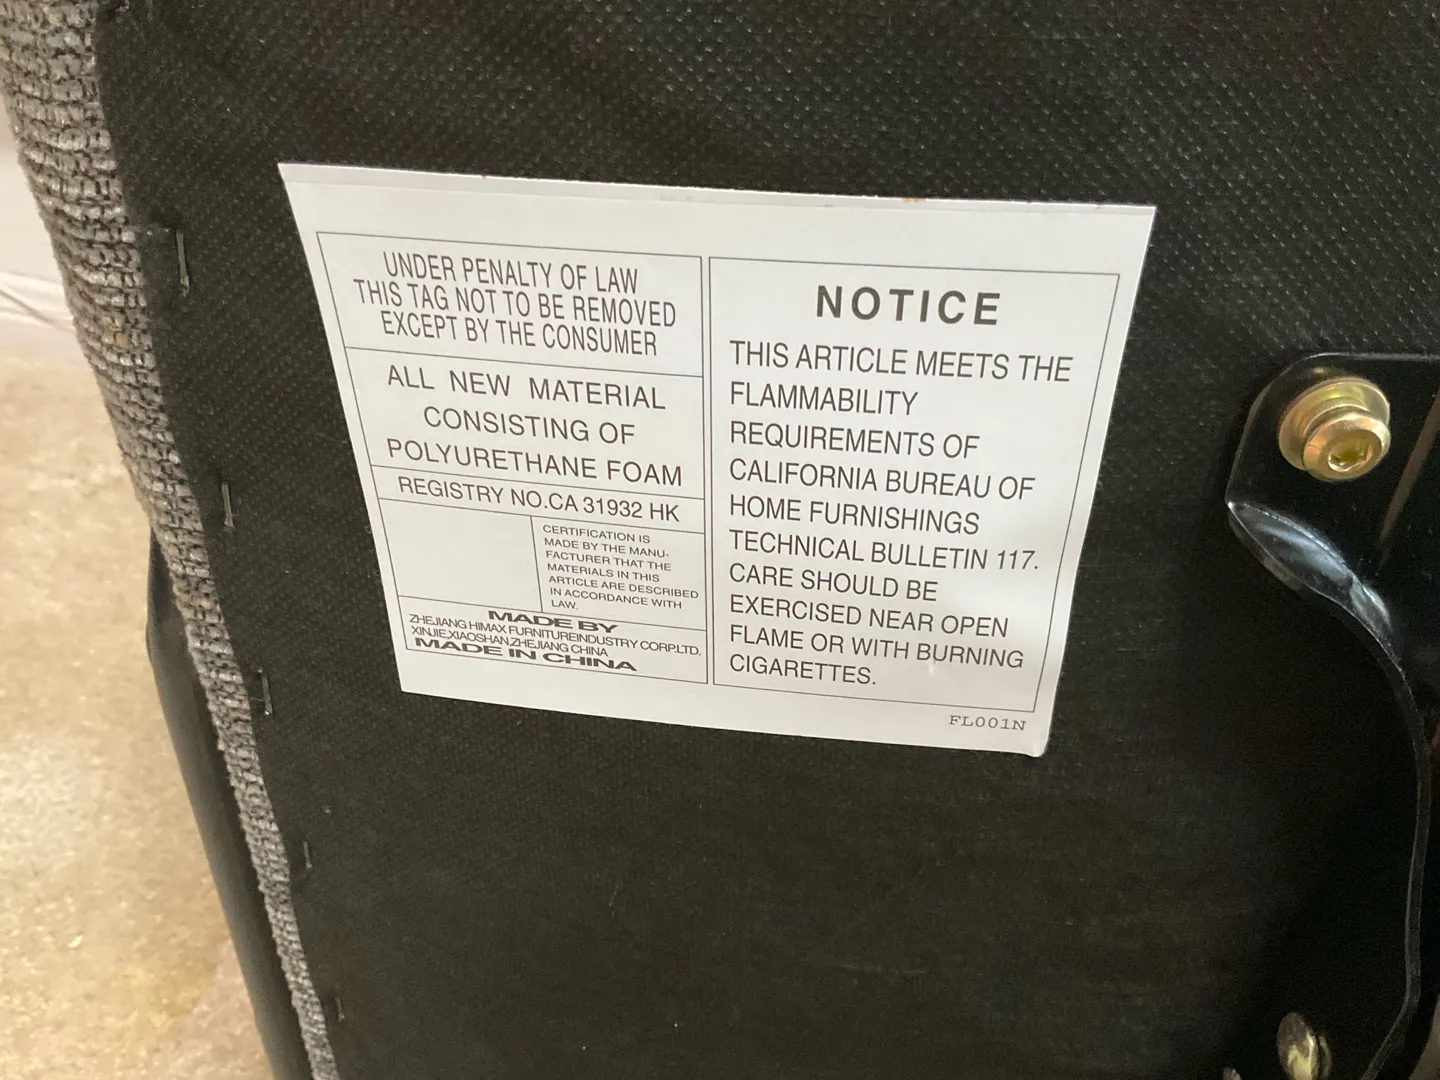 UNDER PENALTY OF LAW
THIS TAG NOT TO BE REMOVED
EXCEPT BY THE CONSUMER
ALL NEW MATERIAL
CONSISTING OF
POLYURETHANE FOAM
REGISTRY NO.CA 31932 HK
CERTIFICATION IS
MADE BY THE MANU-
FACTURER THAT THE
MATERIALS IN THIS
ARTICLE ARE DESCRIBED
IN ACCORDANCE WITH
LAW.
MADE BY
ZHEJIANG HIMAX FURNITUREINDUSTRY CORP.LTD.
XINJIE,XIAOSHAN,ZHEJIANG CHINA
MADE IN CHINA
NOTICE
THIS ARTICLE MEETS THE
FLAMMABILITY
REQUIREMENTS OF
CALIFORNIA BUREAU OF
HOME FURNISHINGS
TECHNICAL BULLETIN 117.
CARE SHOULD BE
EXERCISED NEAR OPEN
FLAME OR WITH BURNING
CIGARETTES.
FL001N